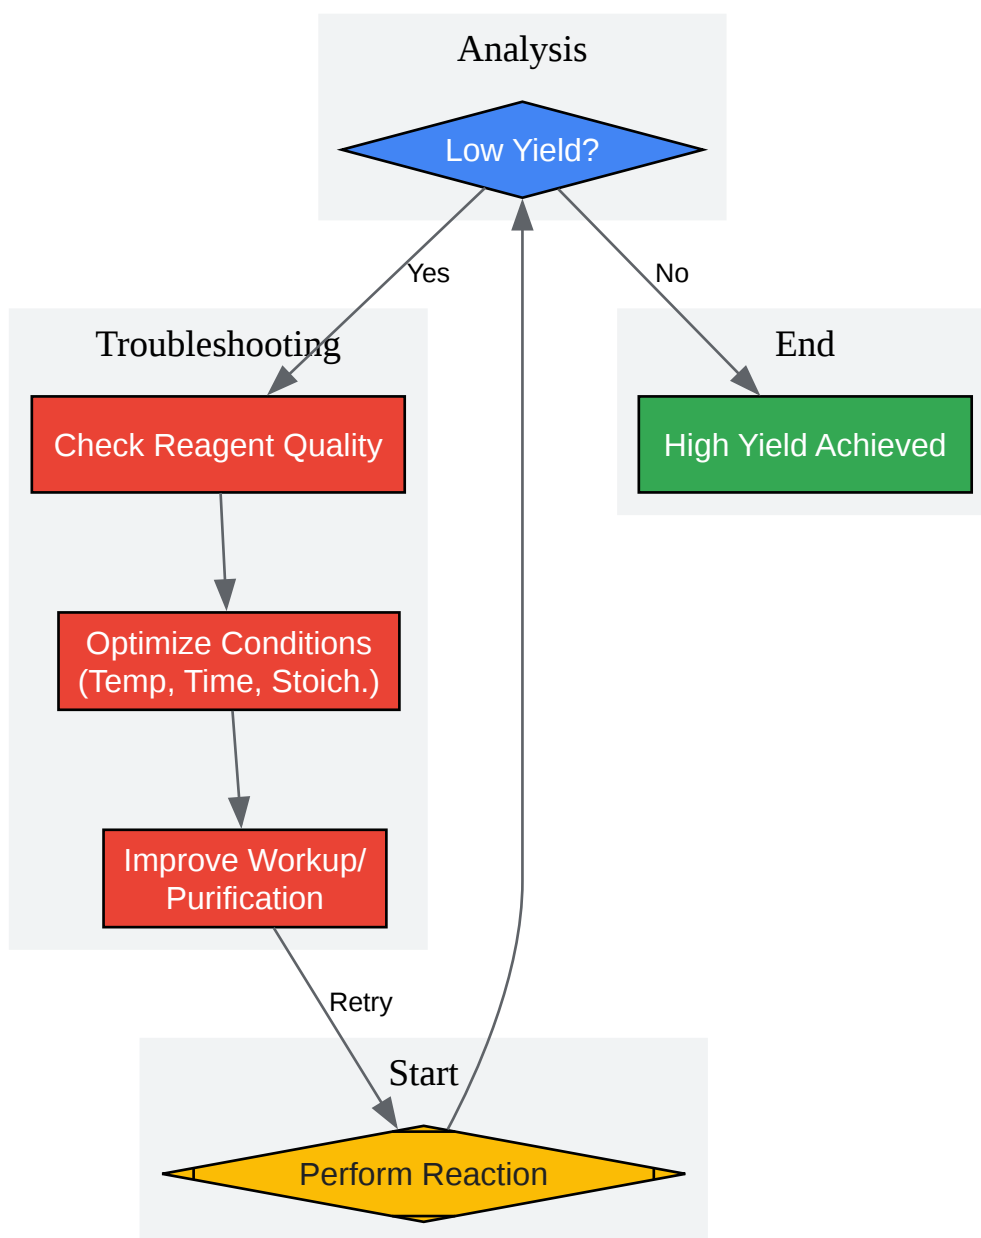 Analysis
Low Yield?
Yes
No
Troubleshooting
End
Check Reagent Quality
High Yield Achieved
Optimize Conditions
(Temp, Time, Stoich.)
Improve Workup/
Purification
Retry
Start
Perform Reaction